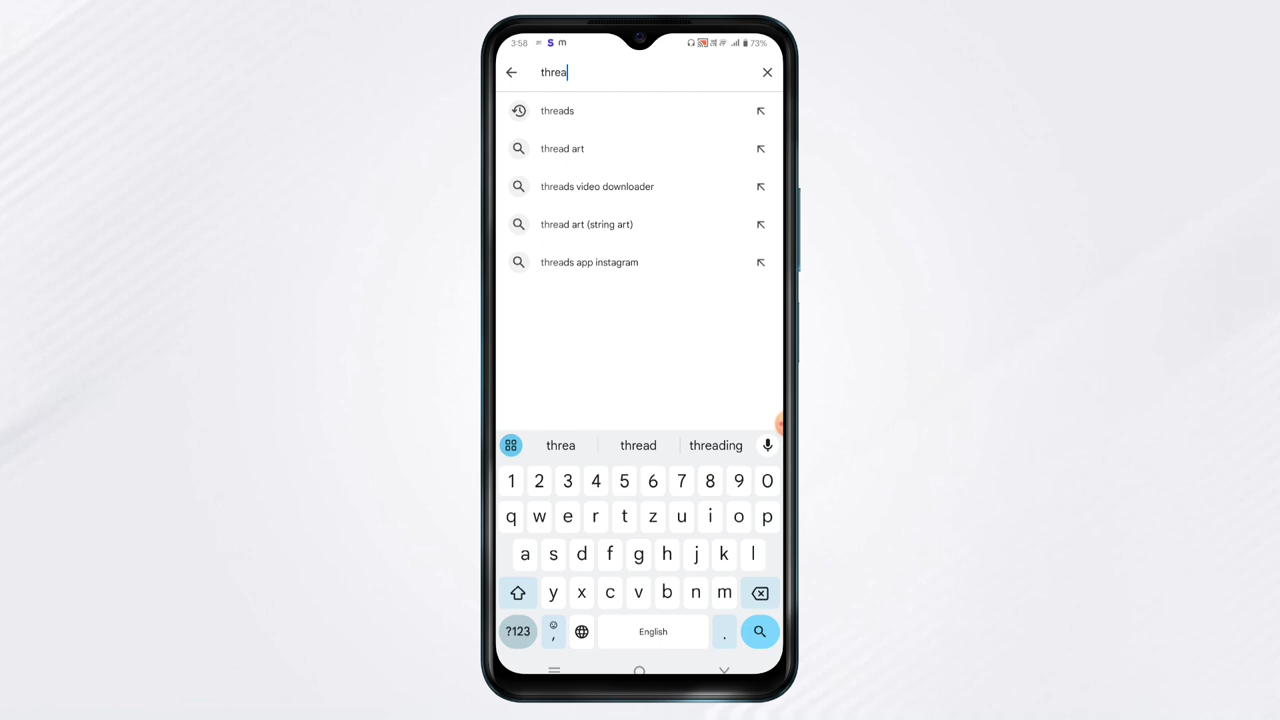 3:58 S m 73%
threa
threads
thread art
threads video downloader
thread art (string art)
threads app instagram
threa thread threading
1 2 3 4 5 6 7 8 9 0
q w e r t z u i o p
a s d f g h j k l
y x c v b n m
?123 , English .